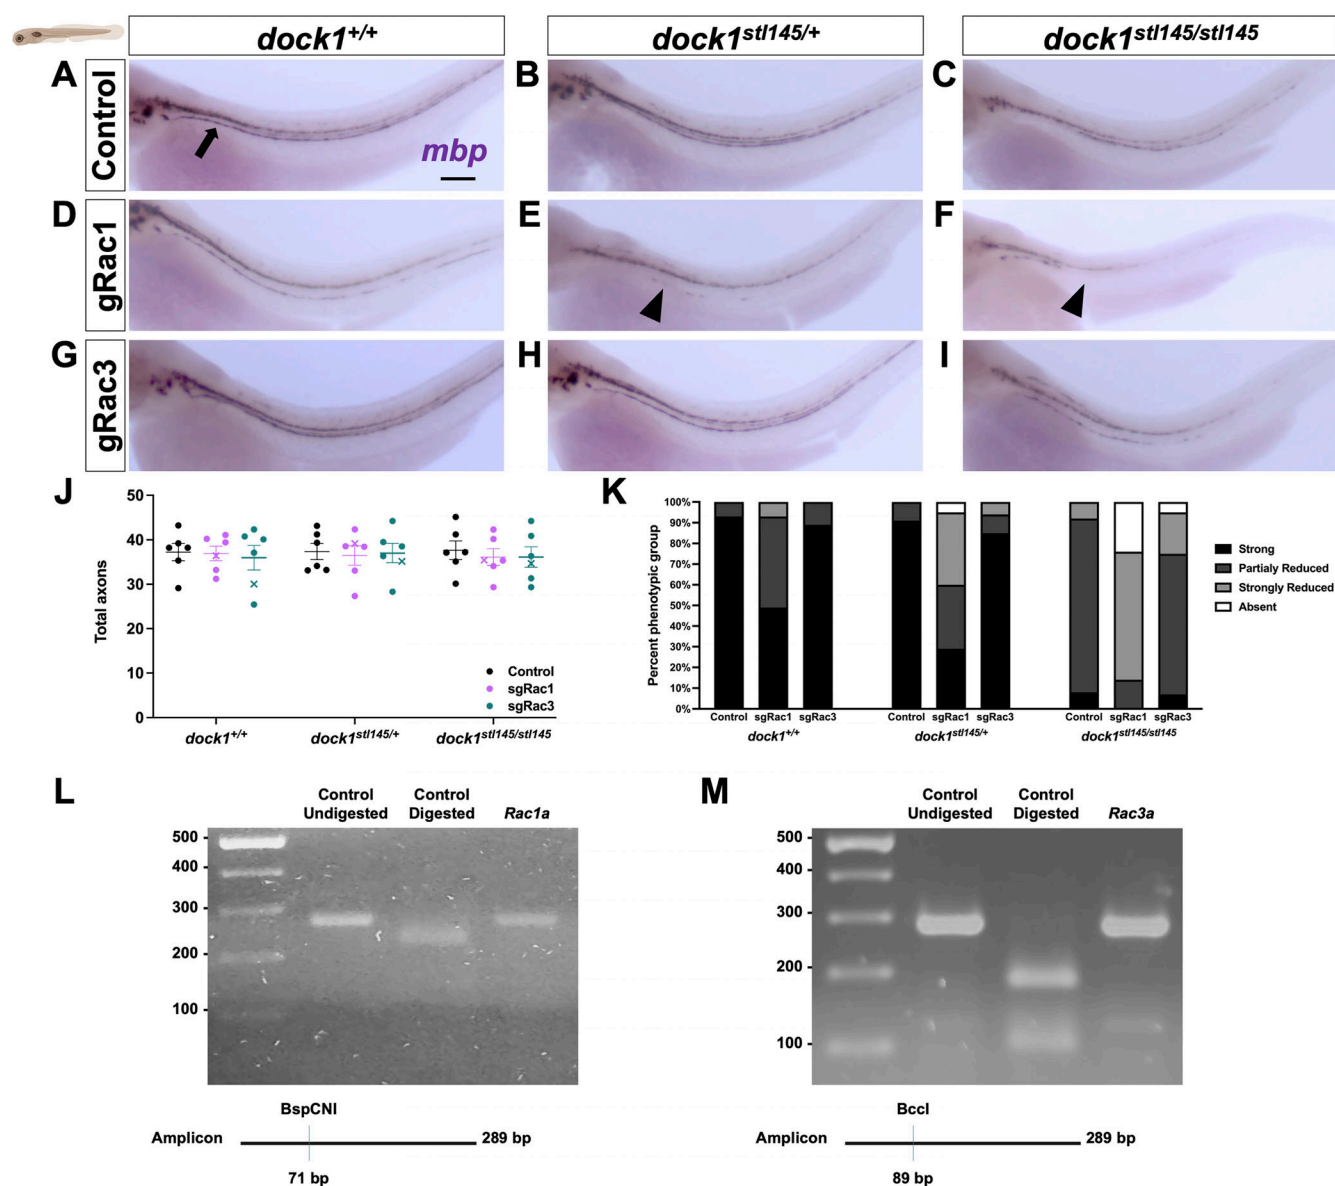 dock1+/+
dock1stl145/+
dock1stl145/stl145
Control
A
mbp
B
C
gRac1
D
E
F
gRac3
G
H
I
J
50
40
30
20
10
0
Total axons
Control
sgRac1
sgRac3
dock1+/+
dock1stl145/+
dock1stl145/stl145
K
100%
90%
80%
70%
60%
50%
40%
30%
20%
10%
0%
Percent phenotypic group
Control sgRac1 sgRac3
dock1+/+
Control sgRac1 sgRac3
dock1stl145/+
Control sgRac1 sgRac3
dock1stl145/stl145
Strong
Partialy Reduced
Strongly Reduced
Absent
L
Control Undigested
Control Digested
Rac1a
500
400
300
200
100
BspCNI
Amplicon
289 bp
71 bp
M
Control Undigested
Control Digested
Rac3a
500
400
300
200
100
BccI
Amplicon
289 bp
89 bp